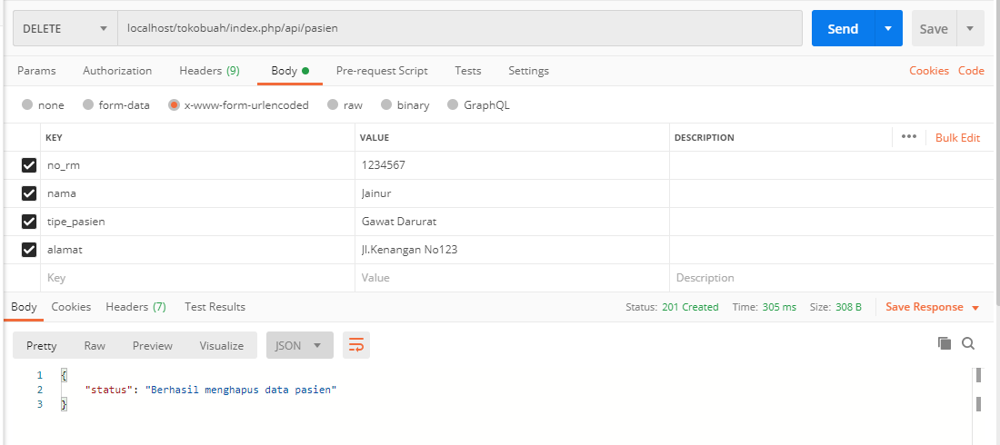 DELETE localhost/tokobuah/index.php/api/pasien Send Save
Params Authorization Headers (9) Body Pre-request Script Tests Settings Cookies Code
none form-data x-www-form-urlencoded raw binary GraphQL
KEY VALUE DESCRIPTION ••• Bulk Edit
no_rm 1234567
nama Jainur
tipe_pasien Gawat Darurat
alamat Jl.Kenangan No123
Key Value Description
Body Cookies Headers (7) Test Results Status: 201 Created Time: 305 ms Size: 308 B Save Response
Pretty Raw Preview Visualize JSON
1 {
2 "status": "Berhasil menghapus data pasien"
3 }